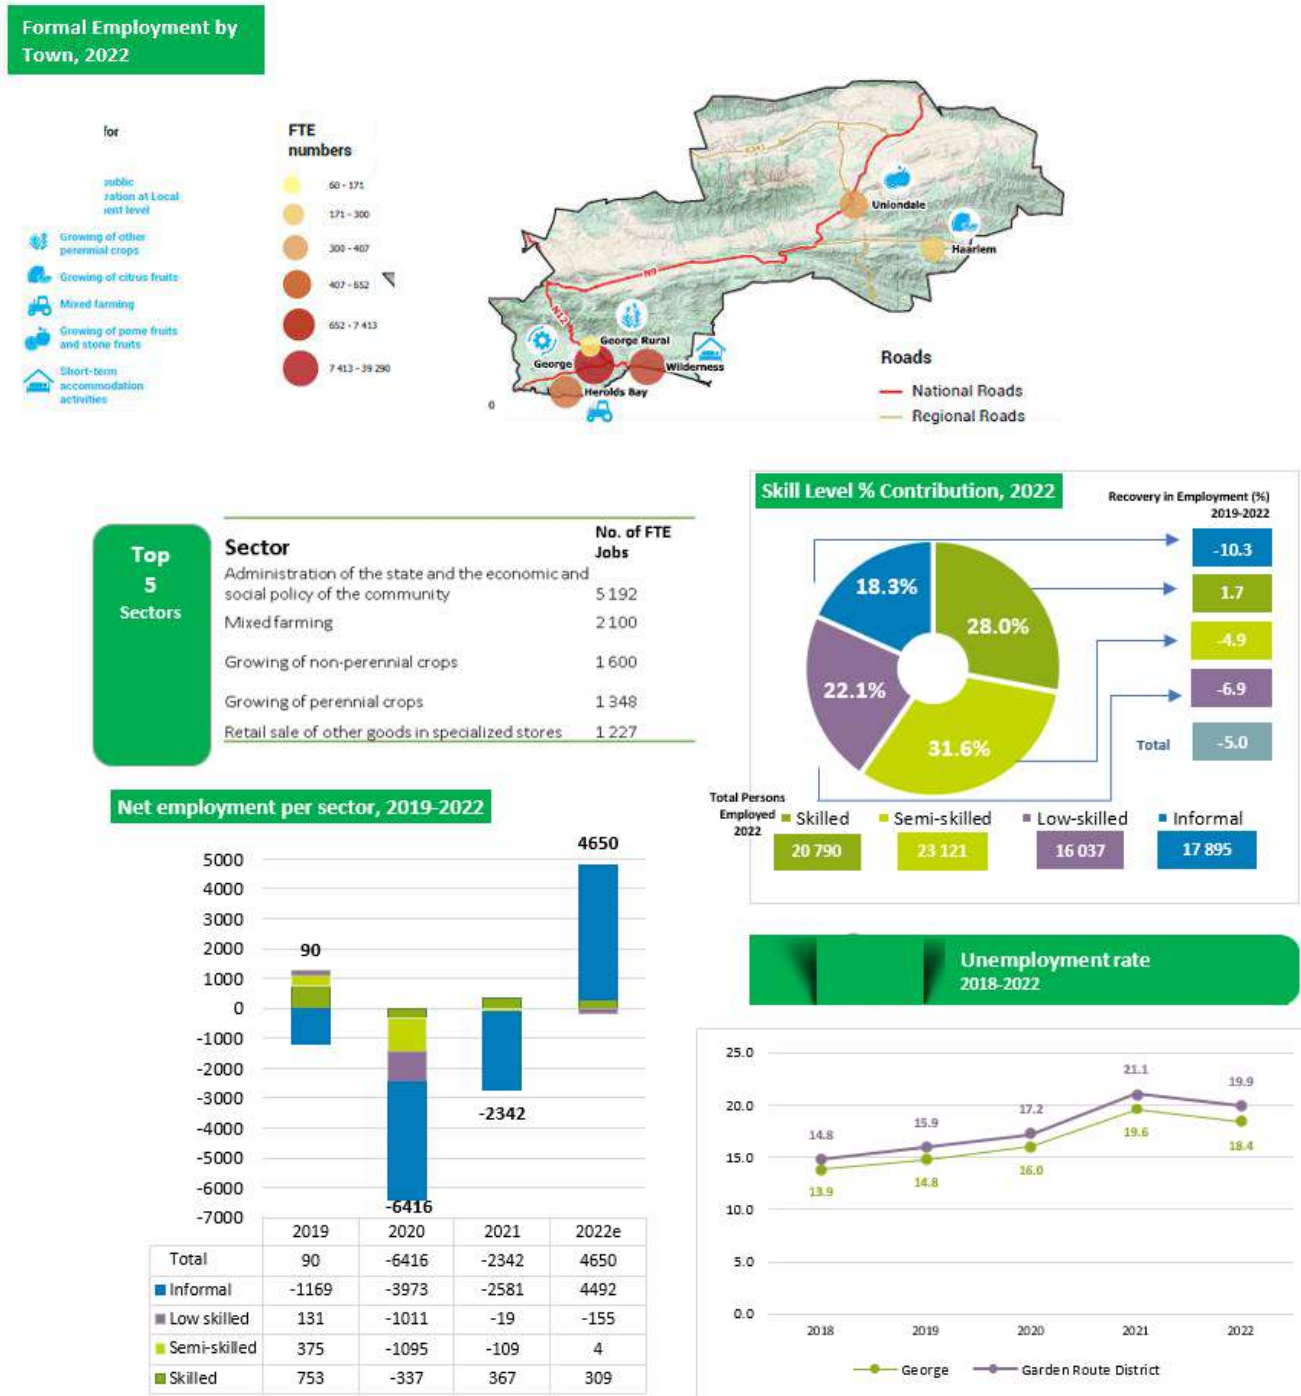 Formal Employment by
Town, 2022
for
public
ration at Local
ient level
Growing of other
perennial crops
Growing of citrus fruits
Mixed farming
Growing of pome fruits
and stone fruits
Short-term
accommodation
activities
FTE
numbers
60 - 171
171 - 300
300 - 407
407 - 652
652 - 7 413
7 413 - 39 290
Uniondale
Haarlem
N9
N12
George Rural
George
Wilderness
Herolds Bay
0
Roads
National Roads
Regional Roads
Top
5
Sectors
Sector
No. of FTE
Jobs
Administration of the state and the economic and
social policy of the community 5 192
Mixed farming 2 100
Growing of non-perennial crops 1 600
Growing of perennial crops 1 348
Retail sale of other goods in specialized stores 1 227
Skill Level % Contribution, 2022
Recovery in Employment (%)
2019-2022
18.3%
28.0%
22.1%
31.6%
-10.3
1.7
-4.9
-6.9
Total -5.0
Total Persons
Employed
2022
Skilled Semi-skilled Low-skilled Informal
20 790 23 121 16 037 17 895
Net employment per sector, 2019-2022
5000
4000
3000
2000
1000
0
-1000
-2000
-3000
-4000
-5000
-6000
-7000
90
-6416
-2342
4650
2019 2020 2021 2022e
Total 90 -6416 -2342 4650
Informal -1169 -3973 -2581 4492
Low skilled 131 -1011 -19 -155
Semi-skilled 375 -1095 -109 4
Skilled 753 -337 367 309
Unemployment rate
2018-2022
25.0
20.0
15.0
10.0
5.0
0.0
14.8 15.9 17.2 21.1 19.9
13.9 14.8 16.0 19.6 18.4
2018 2019 2020 2021 2022
George Garden Route District